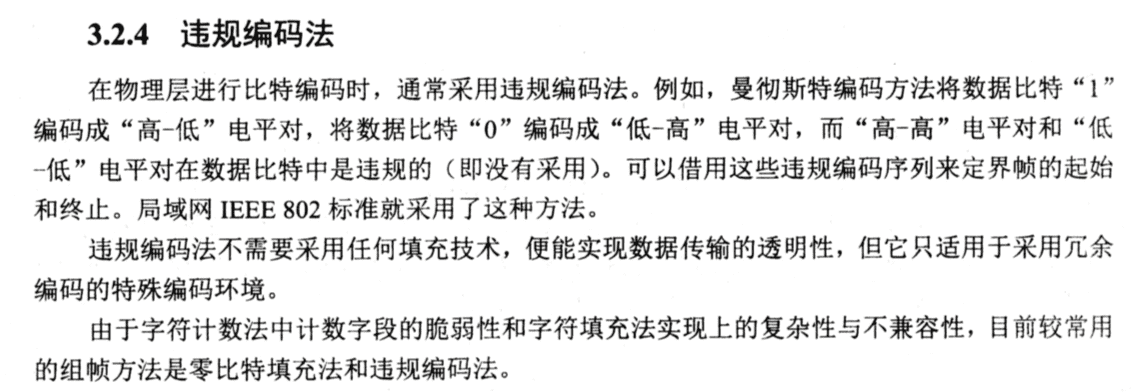 3.2.4 违规编码法
在物理层进行比特编码时，通常采用违规编码法。例如，曼彻斯特编码方法将数据比特“1”
编码成“高-低”电平对，将数据比特“0”编码成“低-高”电平对，而“高-高”电平对和“低
-低”电平对在数据比特中是违规的（即没有采用）。可以借用这些违规编码序列来定界帧的起始
和终止。局域网 IEEE 802 标准就采用了这种方法。
违规编码法不需要采用任何填充技术，便能实现数据传输的透明性，但它只适用于采用冗余
编码的特殊编码环境。
由于字符计数法中计数字段的脆弱性和字符填充法实现上的复杂性与不兼容性，目前较常用
的组帧方法是零比特填充法和违规编码法。